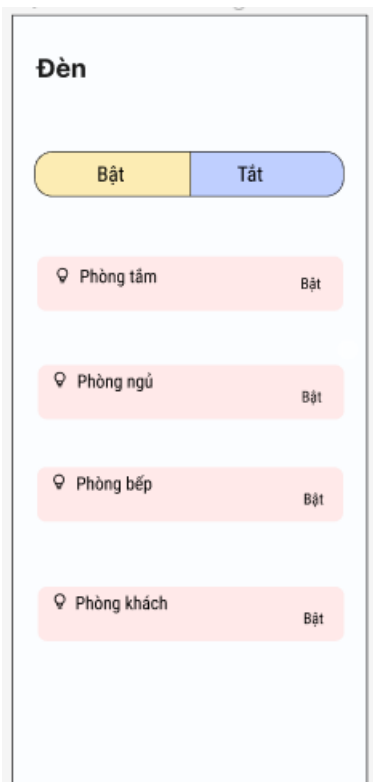 Đèn
Bật
Tắt
Phòng tắm
Bật
Phòng ngủ
Bật
Phòng bếp
Bật
Phòng khách
Bật